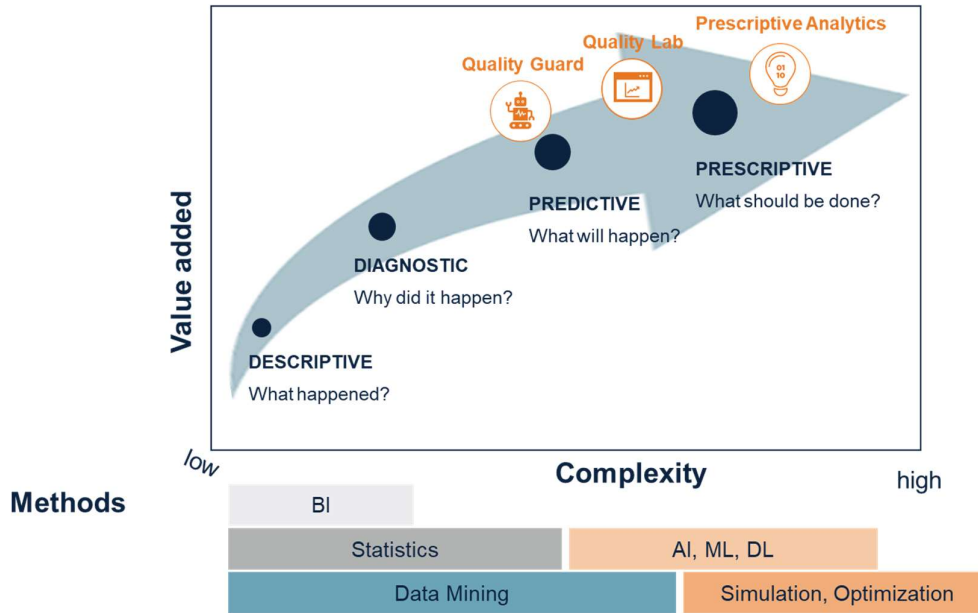 Prescriptive Analytics
Quality Lab
Quality Guard
01
10
PRESCRIPTIVE
What should be done?
PREDICTIVE
What will happen?
DIAGNOSTIC
Why did it happen?
DESCRIPTIVE
What happened?
Value added
low
Complexity
high
Methods
BI
Statistics
AI, ML, DL
Data Mining
Simulation, Optimization